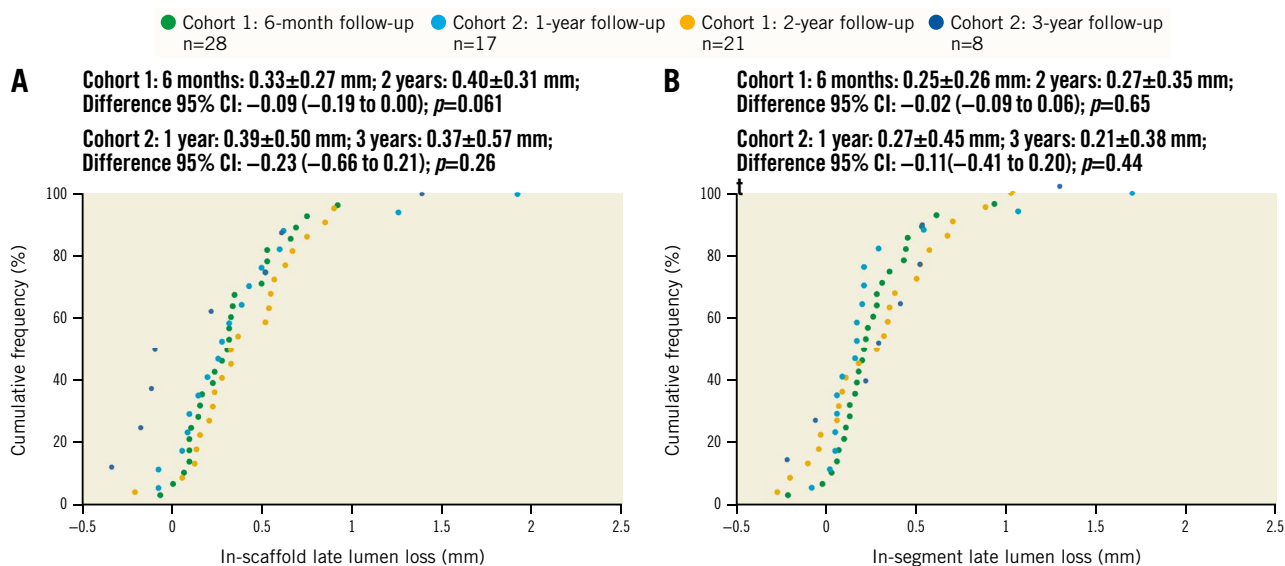 Cohort 1: 6-month follow-up
n=28
Cohort 2: 1-year follow-up
n=17
Cohort 1: 2-year follow-up
n=21
Cohort 2: 3-year follow-up
n=8
A
Cohort 1: 6 months: 0.33±0.27 mm; 2 years: 0.40±0.31 mm;
Difference 95% CI: −0.09 (−0.19 to 0.00); p=0.061
Cohort 2: 1 year: 0.39±0.50 mm; 3 years: 0.37±0.57 mm;
Difference 95% CI: −0.23 (−0.66 to 0.21); p=0.26
Cumulative frequency (%)
100
80
60
40
20
0
−0.5 0 0.5 1 1.5 2 2.5
In-scaffold late lumen loss (mm)
B
Cohort 1: 6 months: 0.25±0.26 mm: 2 years: 0.27±0.35 mm;
Difference 95% CI: −0.02 (−0.09 to 0.06); p=0.65
Cohort 2: 1 year: 0.27±0.45 mm; 3 years: 0.21±0.38 mm;
Difference 95% CI: −0.11(−0.41 to 0.20); p=0.44
t
Cumulative frequency (%)
100
80
60
40
20
0
−0.5 0 0.5 1 1.5 2 2.5
In-segment late lumen loss (mm)